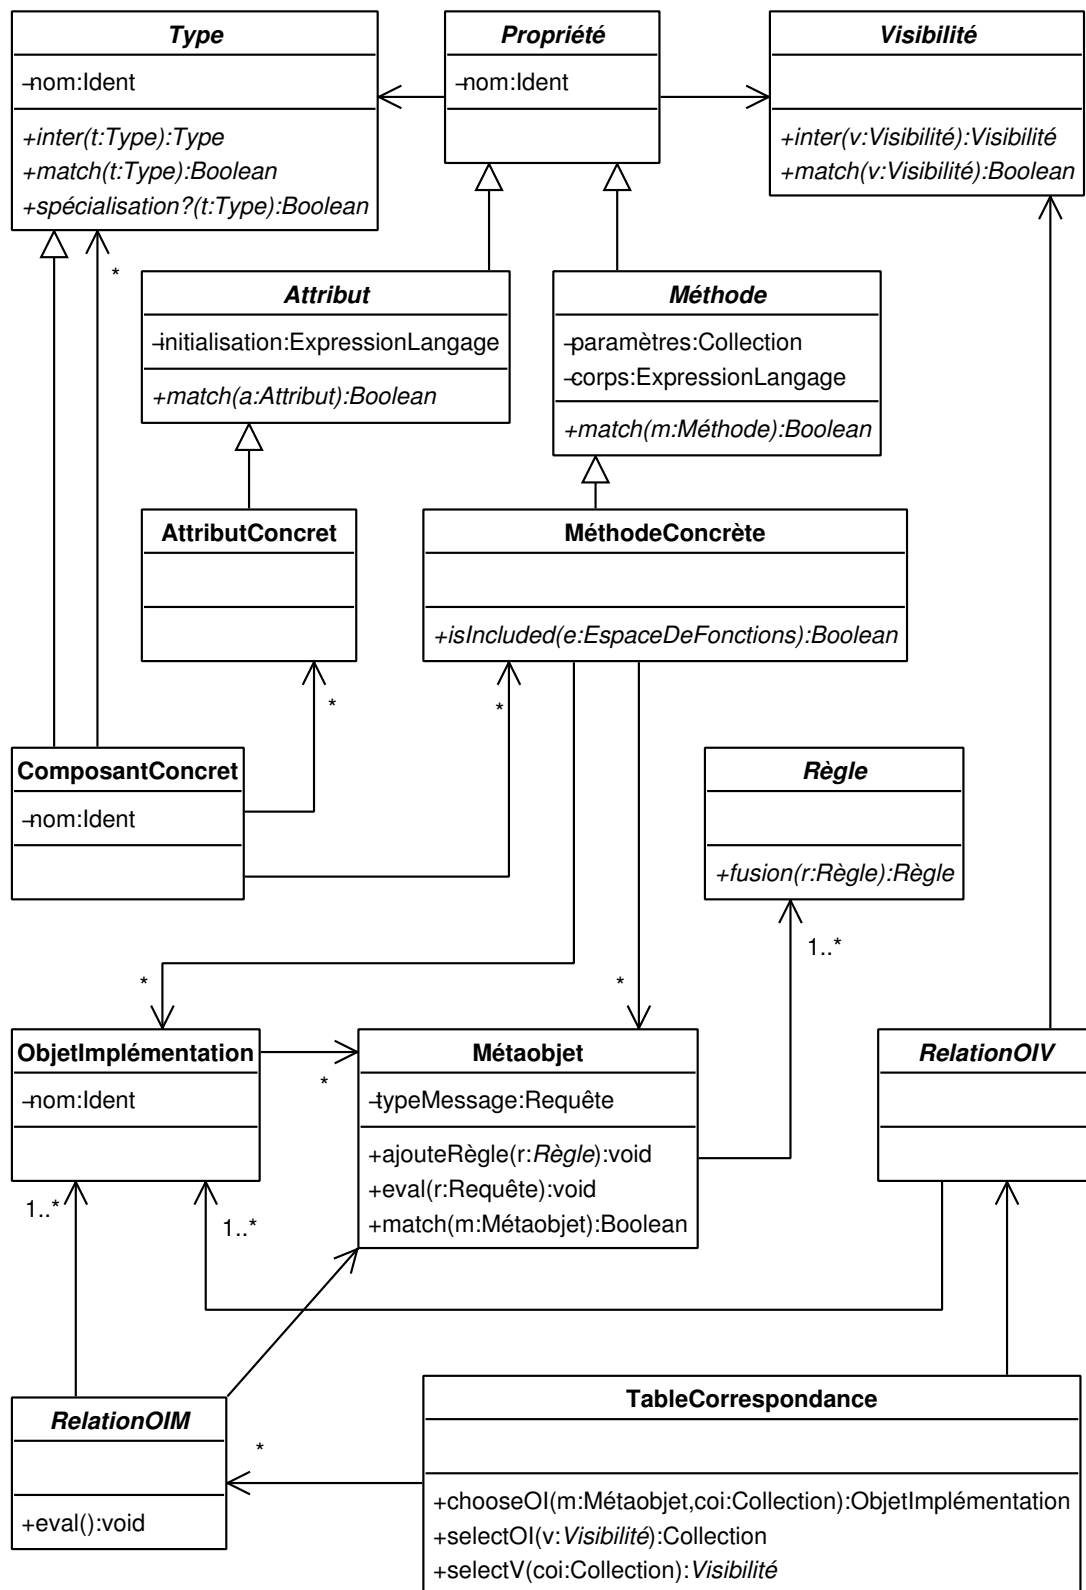 Type
-nom:Ident
+inter(t:Type):Type
+match(t:Type):Boolean
+spécialisation?(t:Type):Boolean
Propriété
-nom:Ident
Visibilité
+inter(v:Visibilité):Visibilité
+match(v:Visibilité):Boolean
*
Attribut
-initialisation:ExpressionLangage
+match(a:Attribut):Boolean
Méthode
-paramètres:Collection
-corps:ExpressionLangage
+match(m:Méthode):Boolean
AttributConcret
MéthodeConcrète
+isIncluded(e:EspaceDeFonctions):Boolean
*
*
ComposantConcret
-nom:Ident
Règle
+fusion(r:Règle):Règle
1..*
*
*
ObjetImplémentation
-nom:Ident
*
Métaobjet
-typeMessage:Requête
+ajouteRègle(r:Règle):void
+eval(r:Requête):void
+match(m:Métaobjet):Boolean
RelationOIV
1..*
1..*
RelationOIM
+eval():void
*
TableCorrespondance
+chooseOI(m:Métaobjet,coi:Collection):ObjetImplémentation
+selectOI(v:Visibilité):Collection
+selectV(coi:Collection):Visibilité